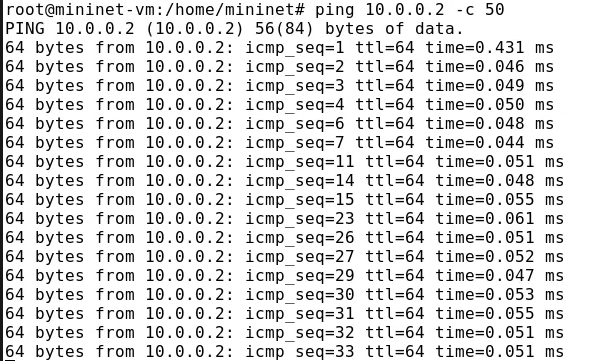 root@mininet-vm:/home/mininet# ping 10.0.0.2 -c 50
PING 10.0.0.2 (10.0.0.2) 56(84) bytes of data.
64 bytes from 10.0.0.2: icmp_seq=1 ttl=64 time=0.431 ms
64 bytes from 10.0.0.2: icmp_seq=2 ttl=64 time=0.046 ms
64 bytes from 10.0.0.2: icmp_seq=3 ttl=64 time=0.049 ms
64 bytes from 10.0.0.2: icmp_seq=4 ttl=64 time=0.050 ms
64 bytes from 10.0.0.2: icmp_seq=6 ttl=64 time=0.048 ms
64 bytes from 10.0.0.2: icmp_seq=7 ttl=64 time=0.044 ms
64 bytes from 10.0.0.2: icmp_seq=11 ttl=64 time=0.051 ms
64 bytes from 10.0.0.2: icmp_seq=14 ttl=64 time=0.048 ms
64 bytes from 10.0.0.2: icmp_seq=15 ttl=64 time=0.055 ms
64 bytes from 10.0.0.2: icmp_seq=23 ttl=64 time=0.061 ms
64 bytes from 10.0.0.2: icmp_seq=26 ttl=64 time=0.051 ms
64 bytes from 10.0.0.2: icmp_seq=27 ttl=64 time=0.052 ms
64 bytes from 10.0.0.2: icmp_seq=29 ttl=64 time=0.047 ms
64 bytes from 10.0.0.2: icmp_seq=30 ttl=64 time=0.053 ms
64 bytes from 10.0.0.2: icmp_seq=31 ttl=64 time=0.055 ms
64 bytes from 10.0.0.2: icmp_seq=32 ttl=64 time=0.051 ms
64 bytes from 10.0.0.2: icmp_seq=33 ttl=64 time=0.051 ms